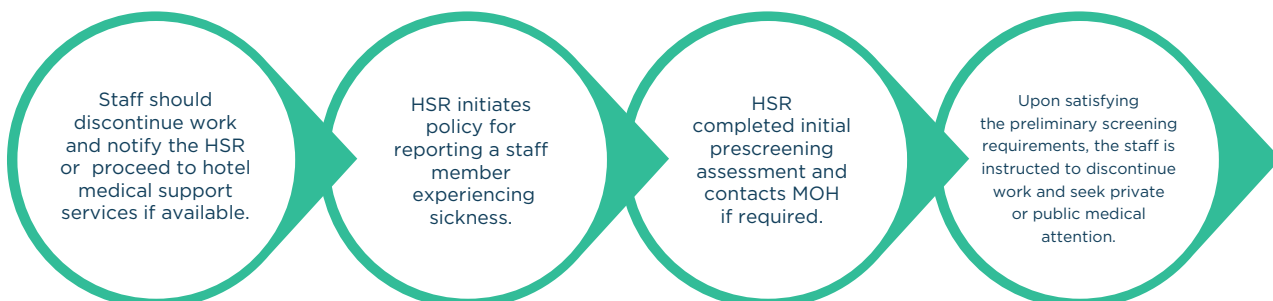 Staff should
discontinue work
and notify the HSR
or proceed to hotel
medical support
services if available.
HSR initiates
policy for
reporting a staff
member
experiencing
sickness.
HSR
completed initial
prescreening
assessment and
contacts MOH
if required.
Upon satisfying
the preliminary screening
requirements, the staff is
instructed to discontinue
work and seek private
or public medical
attention.